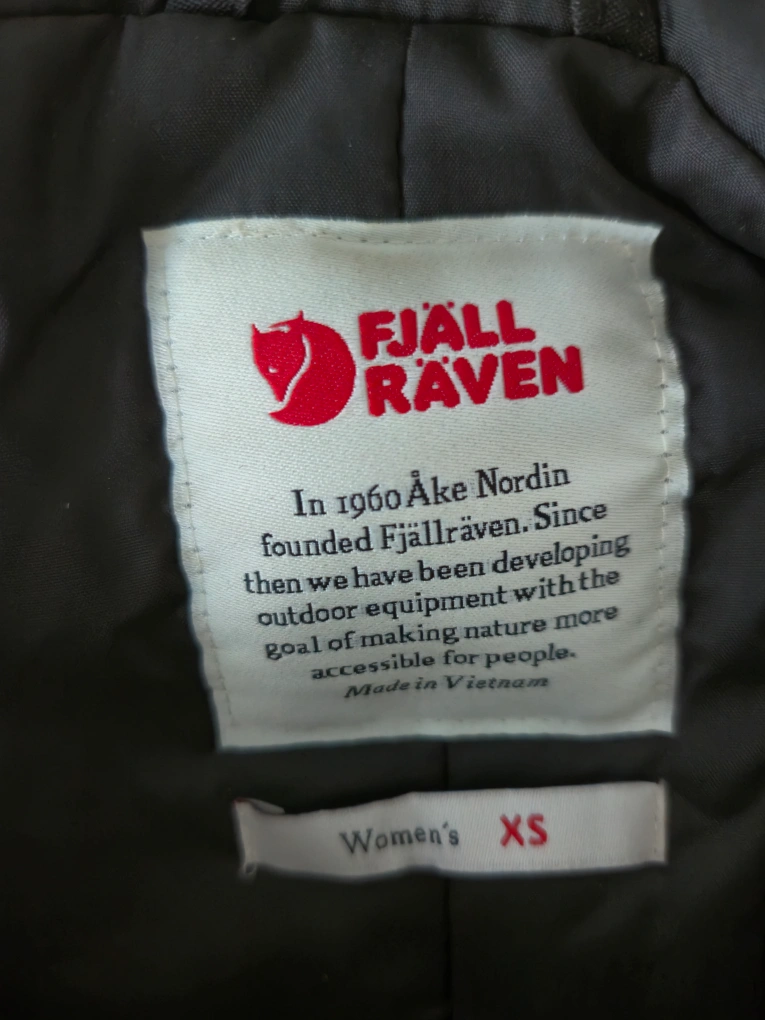 FJÄLL
RÄVEN
In 1960 Åke Nordin
founded Fjällräven. Since
then we have been developing
outdoor equipment with the
goal of making nature more
accessible for people.
Made in Vietnam
Women's XS